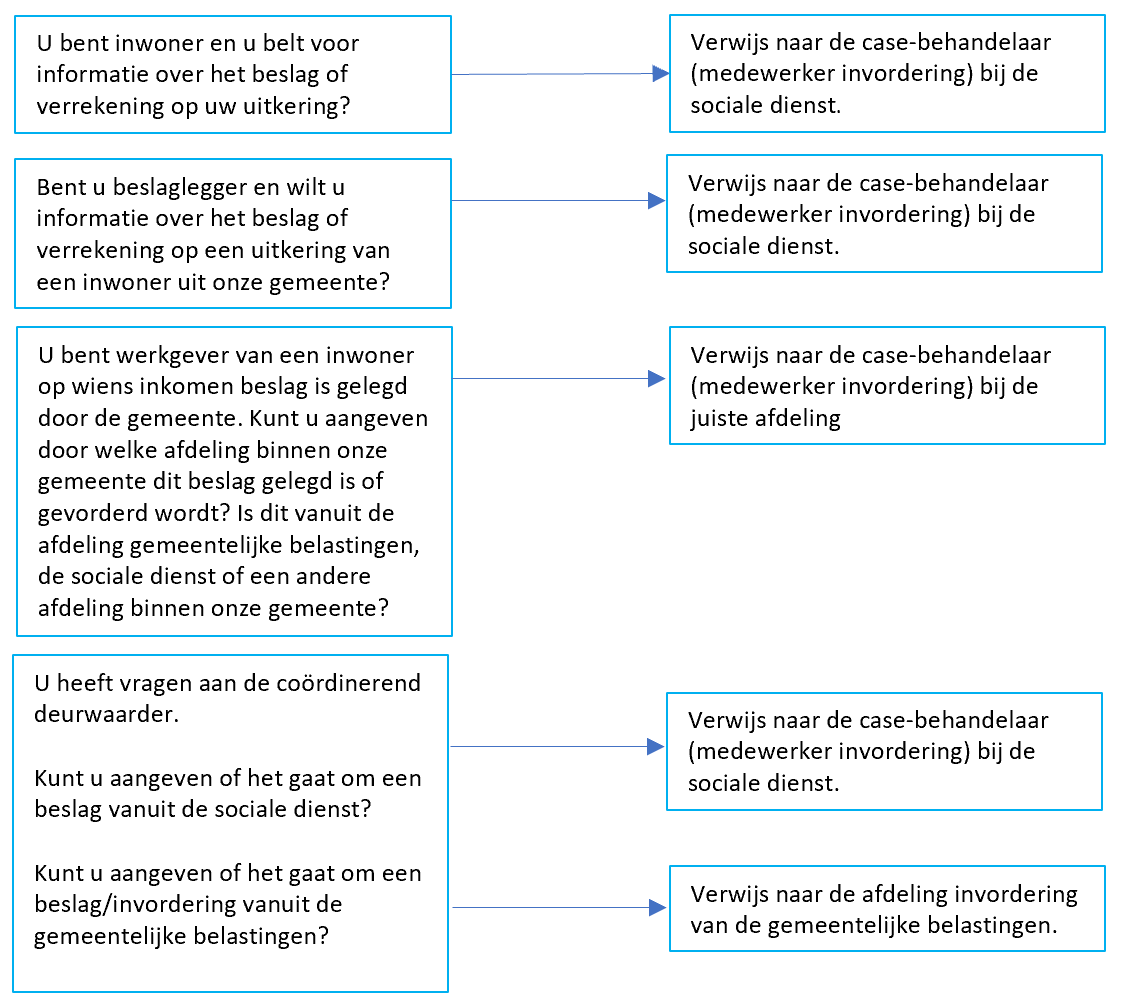 U bent inwoner en u belt voor
informatie over het beslag of
verrekening op uw uitkering?
Verwijs naar de case-behandelaar
(medewerker invordering) bij de
sociale dienst.
Bent u beslaglegger en wilt u
informatie over het beslag of
verrekening op een uitkering van
een inwoner uit onze gemeente?
Verwijs naar de case-behandelaar
(medewerker invordering) bij de
sociale dienst.
U bent werkgever van een inwoner
op wiens inkomen beslag is gelegd
door de gemeente. Kunt u aangeven
door welke afdeling binnen onze
gemeente dit beslag gelegd is of
gevorderd wordt? Is dit vanuit de
afdeling gemeentelijke belastingen,
de sociale dienst of een andere
afdeling binnen onze gemeente?
Verwijs naar de case-behandelaar
(medewerker invordering) bij de
juiste afdeling
U heeft vragen aan de coördinerend
deurwaarder.
Kunt u aangeven of het gaat om een
beslag vanuit de sociale dienst?
Verwijs naar de case-behandelaar
(medewerker invordering) bij de
sociale dienst.
Kunt u aangeven of het gaat om een
beslag/invordering vanuit de
gemeentelijke belastingen?
Verwijs naar de afdeling invordering
van de gemeentelijke belastingen.